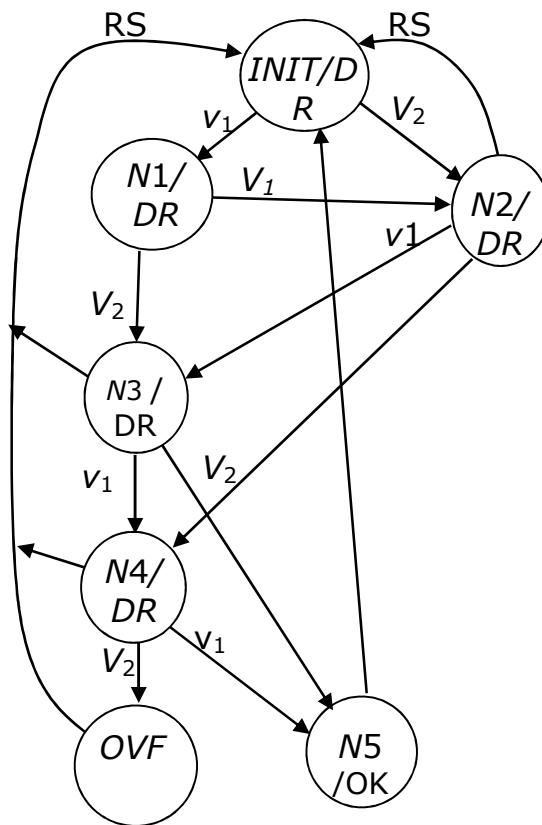 RS
RS
INIT/D
R
v₁
V₂
N1/
DR
V₁
N2/
DR
v1
V₂
N3 /
DR
v₁
V₂
N4/
DR
V₂
v₁
OVF
N5
/OK